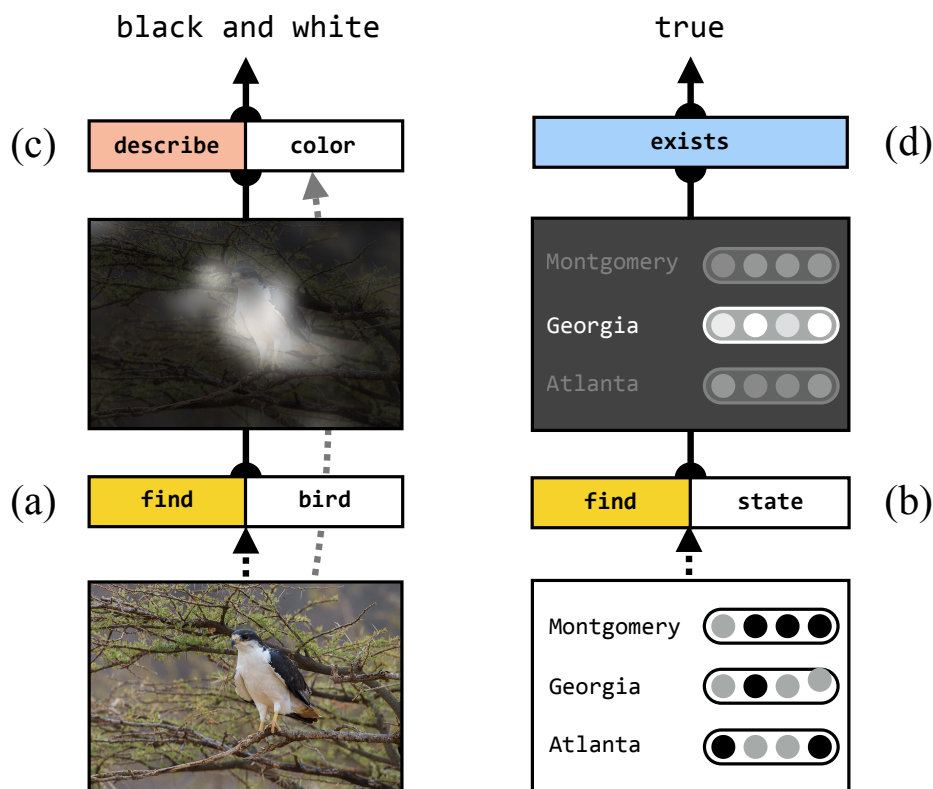 black and white
true
(c)
describe
color
exists
(d)
Montgomery
Georgia
Atlanta
(a)
find
bird
find
state
(b)
Montgomery
Georgia
Atlanta